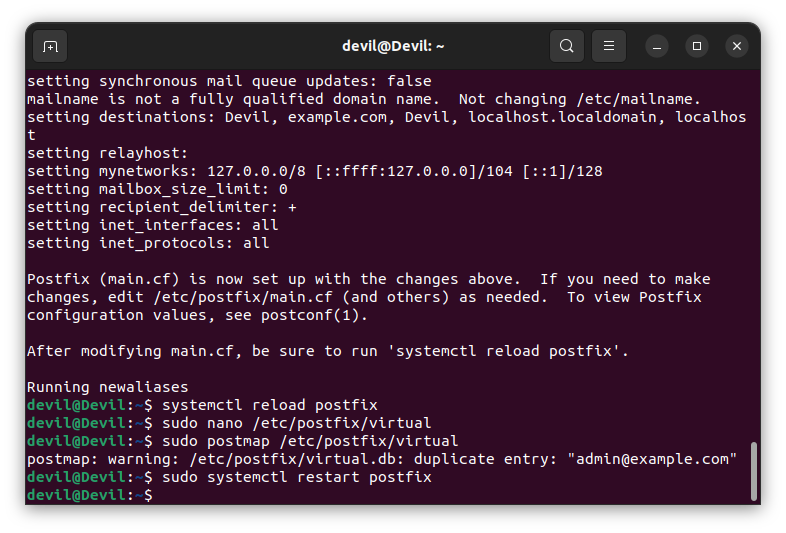 devil@Devil: ~
setting synchronous mail queue updates: false
mailname is not a fully qualified domain name.  Not changing /etc/mailname.
setting destinations: Devil, example.com, Devil, localhost.localdomain, localhos
t
setting relayhost:
setting mynetworks: 127.0.0.0/8 [::ffff:127.0.0.0]/104 [::1]/128
setting mailbox_size_limit: 0
setting recipient_delimiter: +
setting inet_interfaces: all
setting inet_protocols: all

Postfix (main.cf) is now set up with the changes above.  If you need to make
changes, edit /etc/postfix/main.cf (and others) as needed.  To view Postfix
configuration values, see postconf(1).

After modifying main.cf, be sure to run 'systemctl reload postfix'.

Running newaliases
devil@Devil:~$ systemctl reload postfix
devil@Devil:~$ sudo nano /etc/postfix/virtual
devil@Devil:~$ sudo postmap /etc/postfix/virtual
postmap: warning: /etc/postfix/virtual.db: duplicate entry: "admin@example.com"
devil@Devil:~$ sudo systemctl restart postfix
devil@Devil:~$